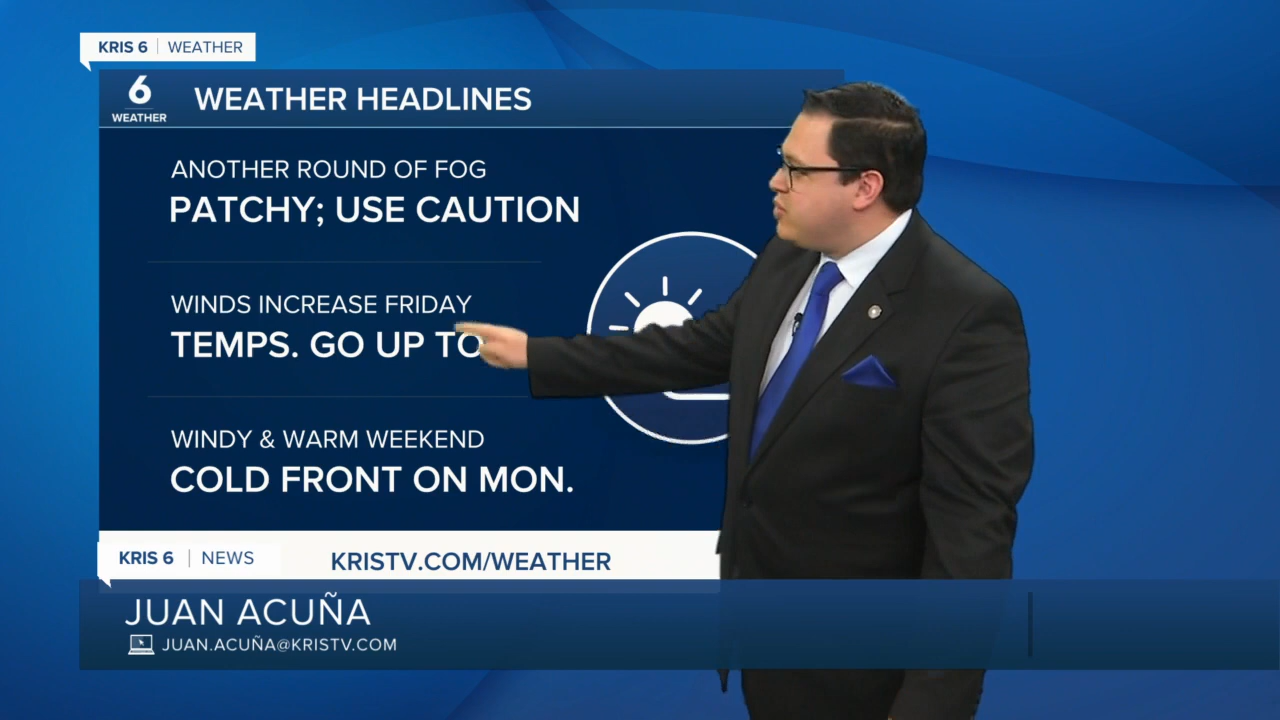 KRIS 6 | WEATHER
6
WEATHER
WEATHER HEADLINES
ANOTHER ROUND OF FOG
PATCHY; USE CAUTION
WINDS INCREASE FRIDAY
TEMPS. GO UP TO
WINDY & WARM WEEKEND
COLD FRONT ON MON.
KRIS 6 | NEWS
KRISTV.COM/WEATHER
JUAN ACUÑA
JUAN.ACUÑA@KRISTV.COM